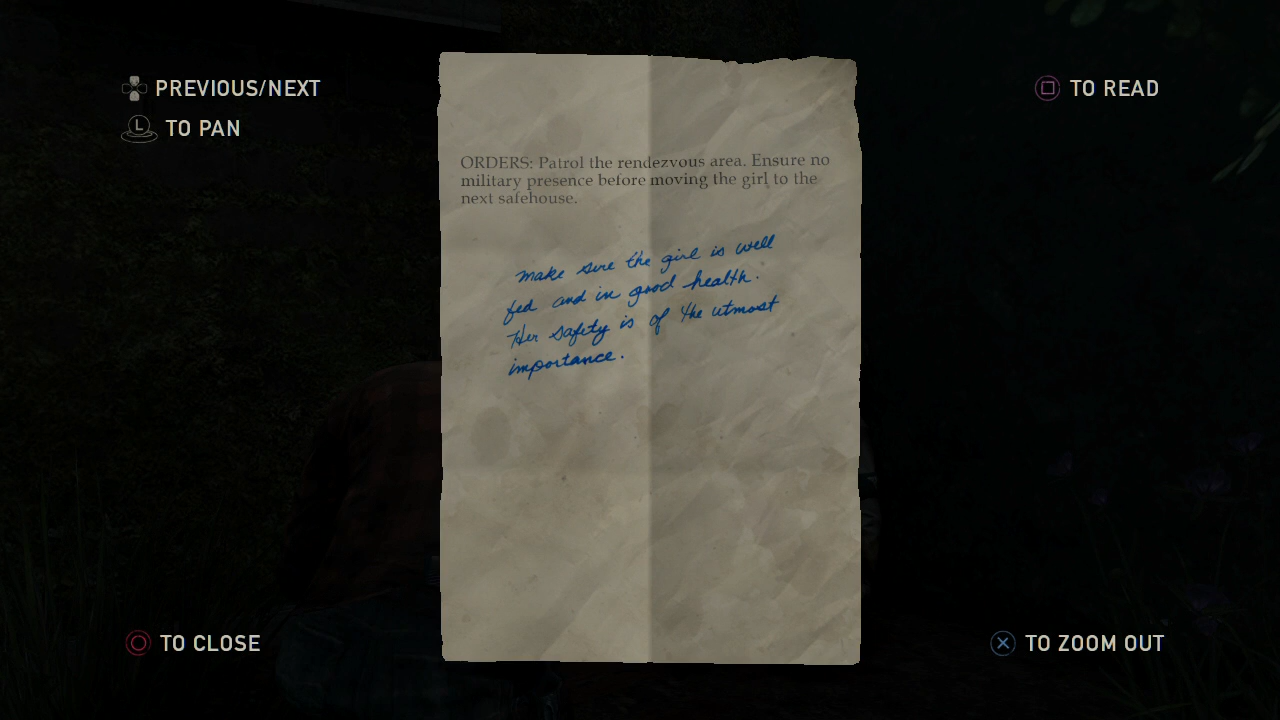 PREVIOUS/NEXT
L TO PAN
TO READ
ORDERS: Patrol the rendezvous area. Ensure no
military presence before moving the girl to the
next safehouse.
make sure the girl is well
fed and in good health.
Her safety is of the utmost
importance.
TO CLOSE
TO ZOOM OUT